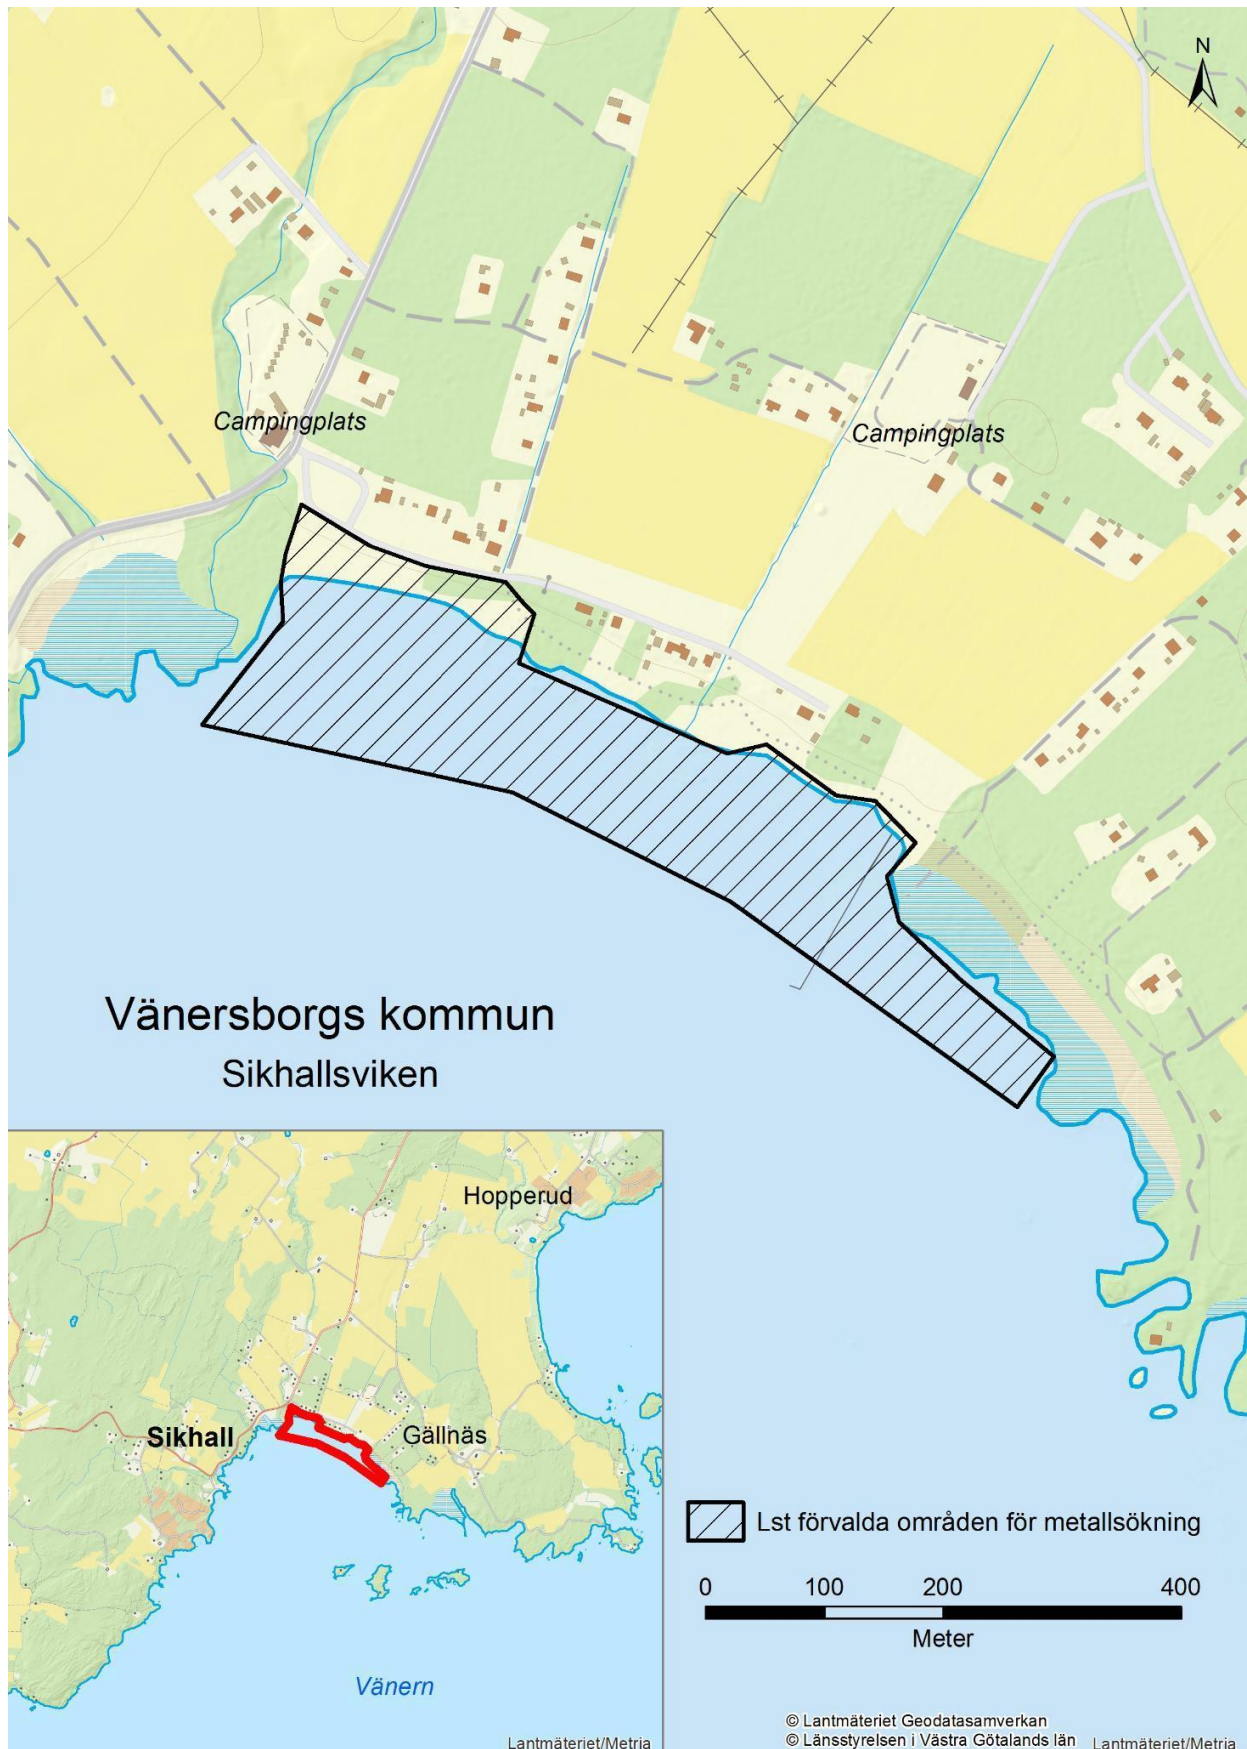 N
Campingplats
Campingplats
Vänersborgs kommun
Sikhallsviken
Hopperud
Sikhall
Gällnäs
Vänern
Lantmäteriet/Metria
Lst förvalda områden för metallsökning
0 100 200 400
Meter
© Lantmäteriet Geodatasamverkan
© Länsstyrelsen i Västra Götalands län
Lantmäteriet/Metria